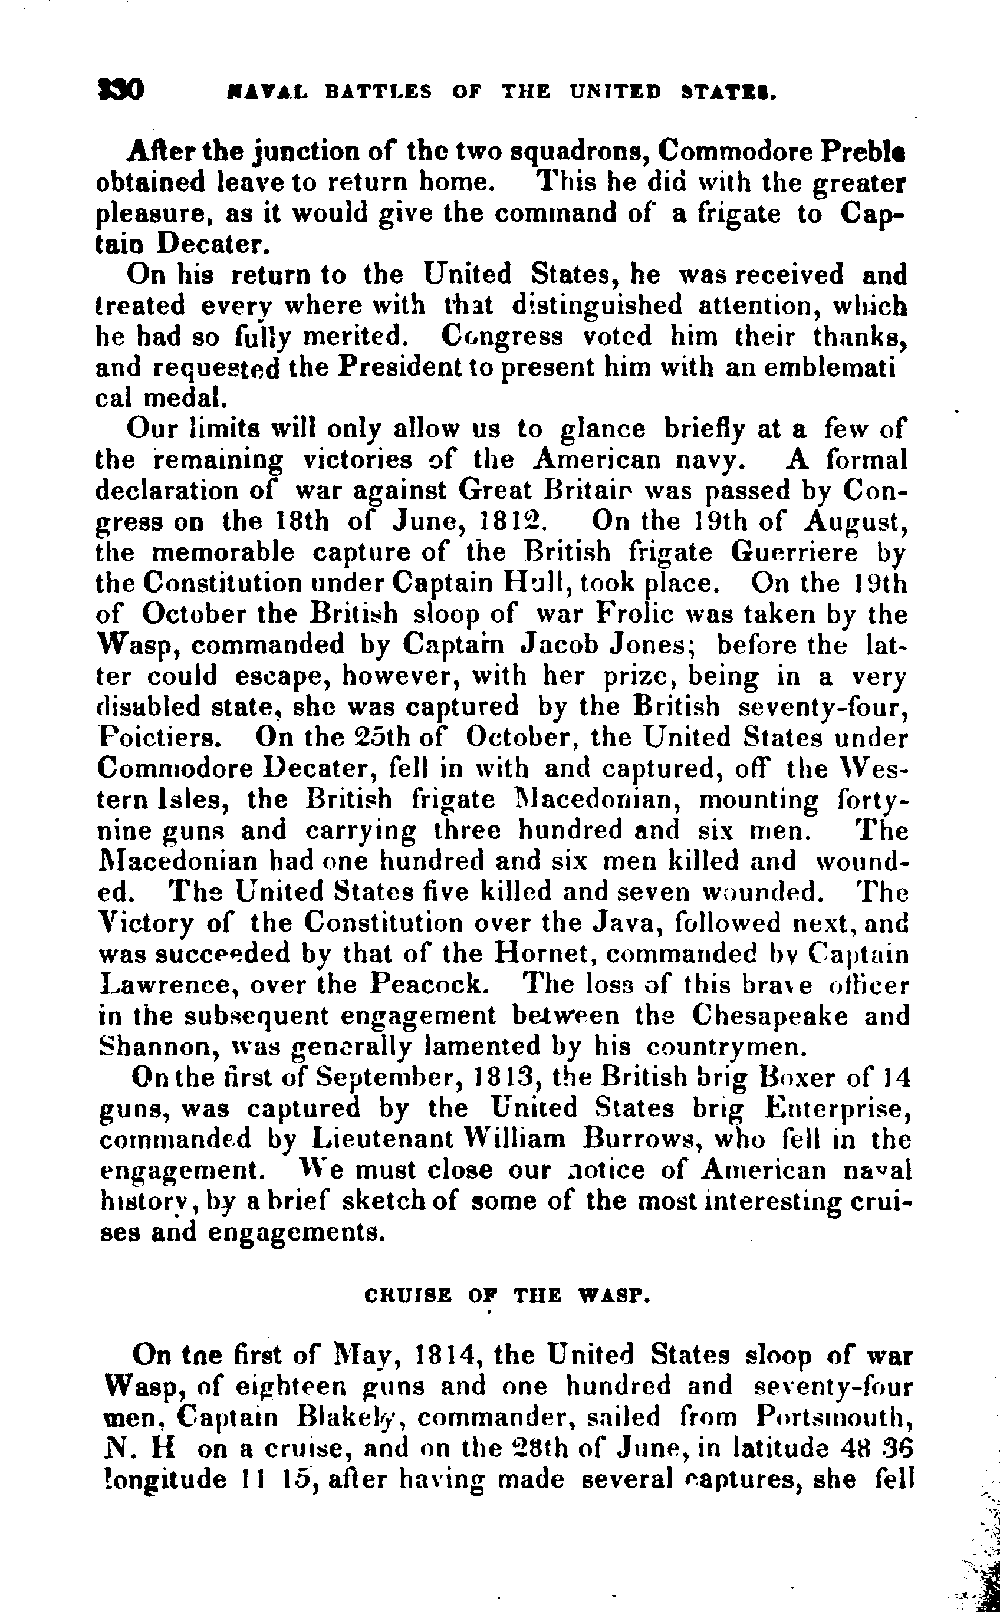 330 NAVAL BATTLES OF THE UNITED STATES.
After the junction of the two squadrons, Commodore Preble
obtained leave to return home. This he did with the greater
pleasure, as it would give the command of a frigate to Cap-
tain Decater.
On his return to the United States, he was received and
treated every where with that distinguished attention, which
he had so fully merited. Congress voted him their thanks,
and requested the President to present him with an emblemati
cal medal.
Our limits will only allow us to glance briefly at a few of
the remaining victories of the American navy. A formal
declaration of war against Great Britain was passed by Con-
gress on the 18th of June, 1812. On the 19th of August,
the memorable capture of the British frigate Guerriere by
the Constitution under Captain Hull, took place. On the 19th
of October the British sloop of war Frolic was taken by the
Wasp, commanded by Captain Jacob Jones; before the lat-
ter could escape, however, with her prize, being in a very
disabled state, she was captured by the British seventy-four,
Poictiers. On the 25th of October, the United States under
Commodore Decater, fell in with and captured, off the Wes-
tern Isles, the British frigate Macedonian, mounting forty-
nine guns and carrying three hundred and six men. The
Macedonian had one hundred and six men killed and wound-
ed. The United States five killed and seven wounded. The
Victory of the Constitution over the Java, followed next, and
was succeeded by that of the Hornet, commanded by Captain
Lawrence, over the Peacock. The loss of this brave officer
in the subsequent engagement between the Chesapeake and
Shannon, was generally lamented by his countrymen.
On the first of September, 1813, the British brig Boxer of 14
guns, was captured by the United States brig Enterprise,
commanded by Lieutenant William Burrows, who fell in the
engagement. We must close our notice of American naval
history, by a brief sketch of some of the most interesting crui-
ses and engagements.
CRUISE OF THE WASP.
On the first of May, 1814, the United States sloop of war
Wasp, of eighteen guns and one hundred and seventy-four
men, Captain Blakely, commander, sailed from Portsmouth,
N. H on a cruise, and on the 28th of June, in latitude 48 36
longitude 11 15, after having made several captures, she fell